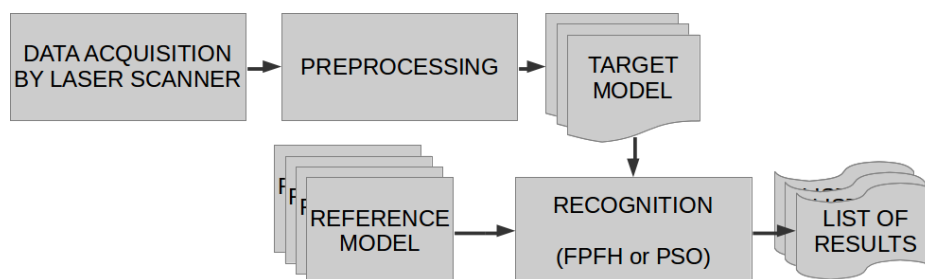 DATA ACQUISITION
BY LASER SCANNER
PREPROCESSING
TARGET
MODEL
REFERENCE
MODEL
RECOGNITION
(FPFH or PSO)
LIST OF
RESULTS